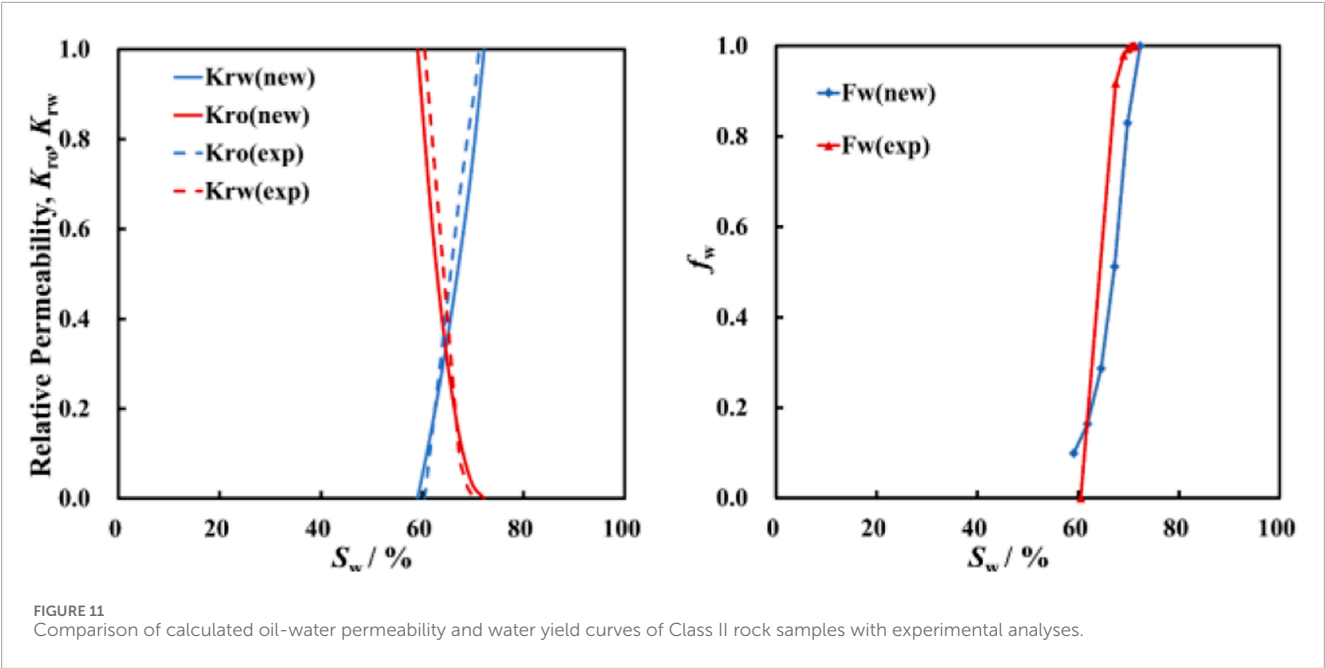 1.0
0.8
0.6
0.4
0.2
0.0
Relative Permeability, Kro, Krw
Krw(new)
Kro(new)
Kro(exp)
Krw(exp)
0 20 40 60 80 100
Sw / %
1.0
0.8
0.6
0.4
0.2
0.0
fw
Fw(new)
Fw(exp)
0 20 40 60 80 100
Sw / %
FIGURE 11
Comparison of calculated oil-water permeability and water yield curves of Class II rock samples with experimental analyses.